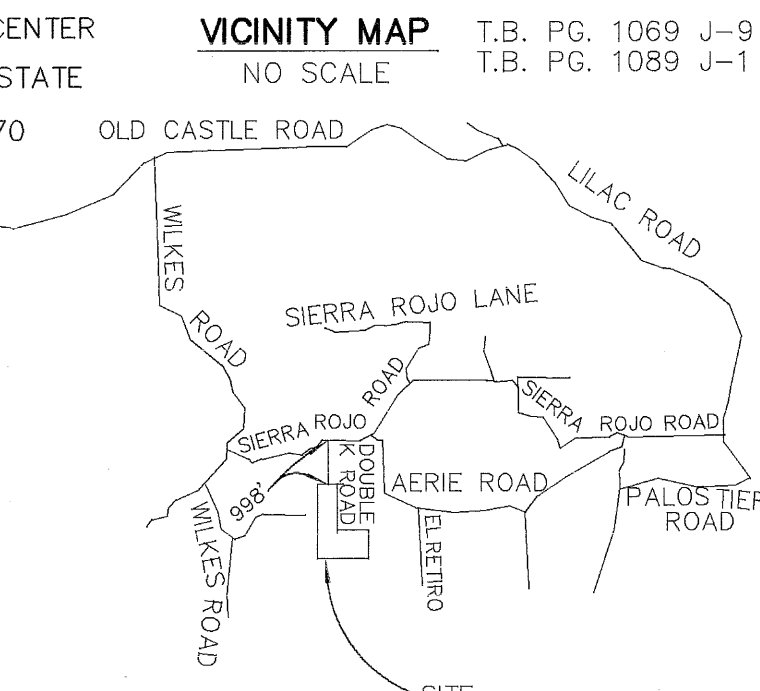 CENTER
STATE
70
VICINITY MAP
NO SCALE
T.B. PG. 1069 J-9
T.B. PG. 1089 J-1
OLD CASTLE ROAD
LILAC ROAD
WILKES
ROAD
SIERRA ROJO LANE
ROAD
SIERRA ROJO
SIERRA
ROJO ROAD
998'
DOUBLE
K ROAD
AERIE ROAD
PALOS TIER
ROAD
EL RETIRO
WILKES ROAD
SITE